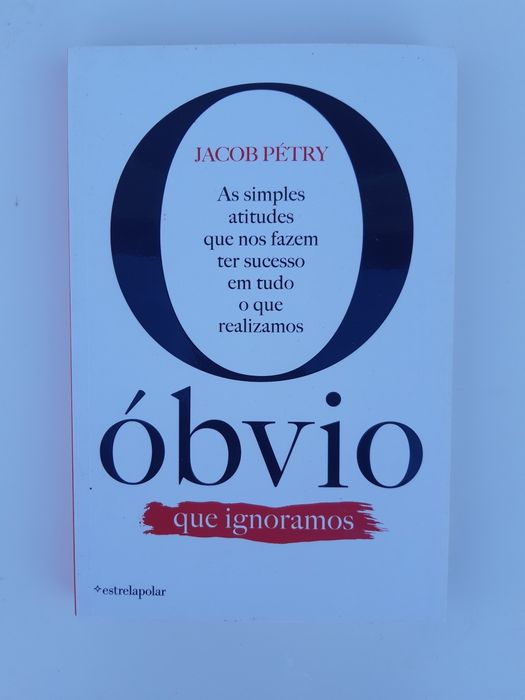 O
JACOB PÉTRY
As simples
atitudes
que nos fazem
ter sucesso
em tudo
o que
realizamos
óbvio
que ignoramos
estrelapolar